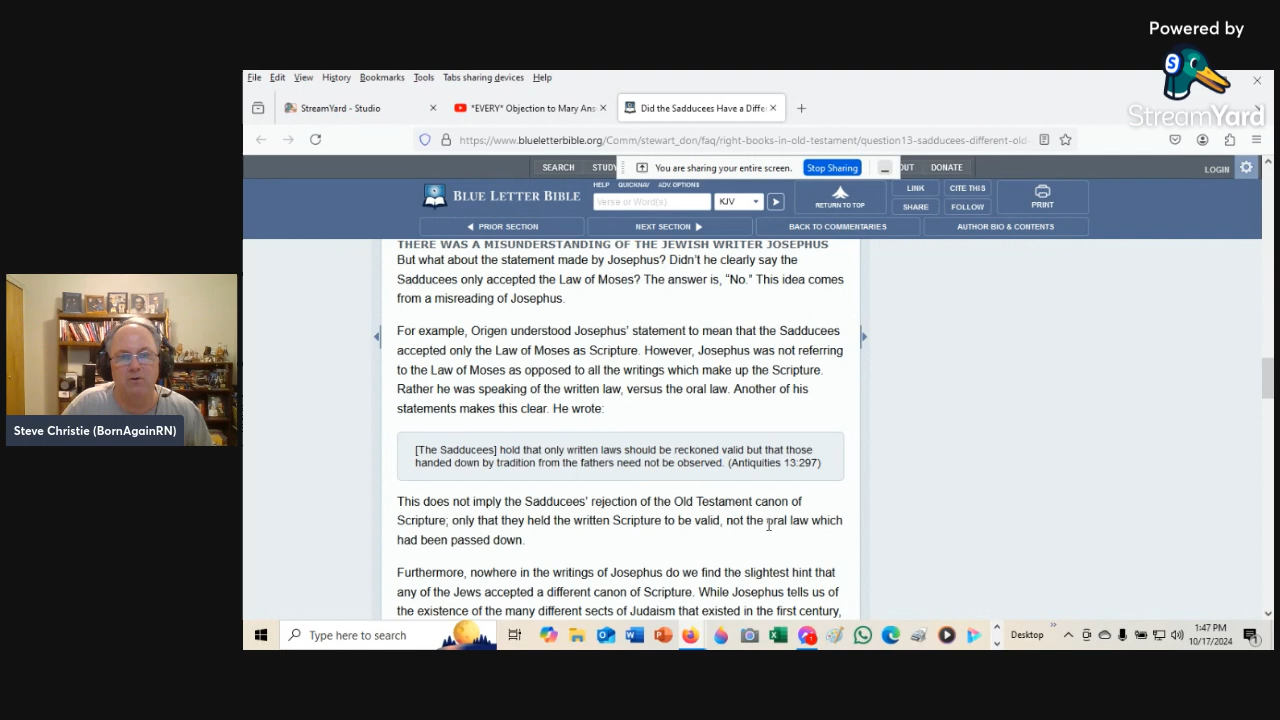 Powered by
StreamYard
File Edit View History Bookmarks Tools Tabs sharing devices Help
StreamYard - Studio
*EVERY* Objection to Mary Ans
Did the Sadducees Have a Diffe
https://www.blueletterbible.org/Comm/stewart_don/faq/right-books-in-old-testament/question13-sadducees-different-old-
SEARCH STUDY
You are sharing your entire screen. Stop Sharing
OUT DONATE
LOGIN
BLUE LETTER BIBLE
HELP QUICKNAV ADV. OPTIONS
Verse or Word(s) KJV
RETURN TO TOP
LINK CITE THIS
SHARE FOLLOW
PRINT
PRIOR SECTION NEXT SECTION BACK TO COMMENTARIES AUTHOR BIO & CONTENTS
THERE WAS A MISUNDERSTANDING OF THE JEWISH WRITER JOSEPHUS
But what about the statement made by Josephus? Didn't he clearly say the
Sadducees only accepted the Law of Moses? The answer is, “No.” This idea comes
from a misreading of Josephus.
For example, Origen understood Josephus' statement to mean that the Sadducees
accepted only the Law of Moses as Scripture. However, Josephus was not referring
to the Law of Moses as opposed to all the writings which make up the Scripture.
Rather he was speaking of the written law, versus the oral law. Another of his
statements makes this clear. He wrote:
[The Sadducees] hold that only written laws should be reckoned valid but that those
handed down by tradition from the fathers need not be observed. (Antiquities 13:297)
This does not imply the Sadducees' rejection of the Old Testament canon of
Scripture; only that they held the written Scripture to be valid, not the oral law which
had been passed down.
Furthermore, nowhere in the writings of Josephus do we find the slightest hint that
any of the Jews accepted a different canon of Scripture. While Josephus tells us of
the existence of the many different sects of Judaism that existed in the first century,
Steve Christie (BornAgainRN)
Type here to search
Desktop
1:47 PM
10/17/2024